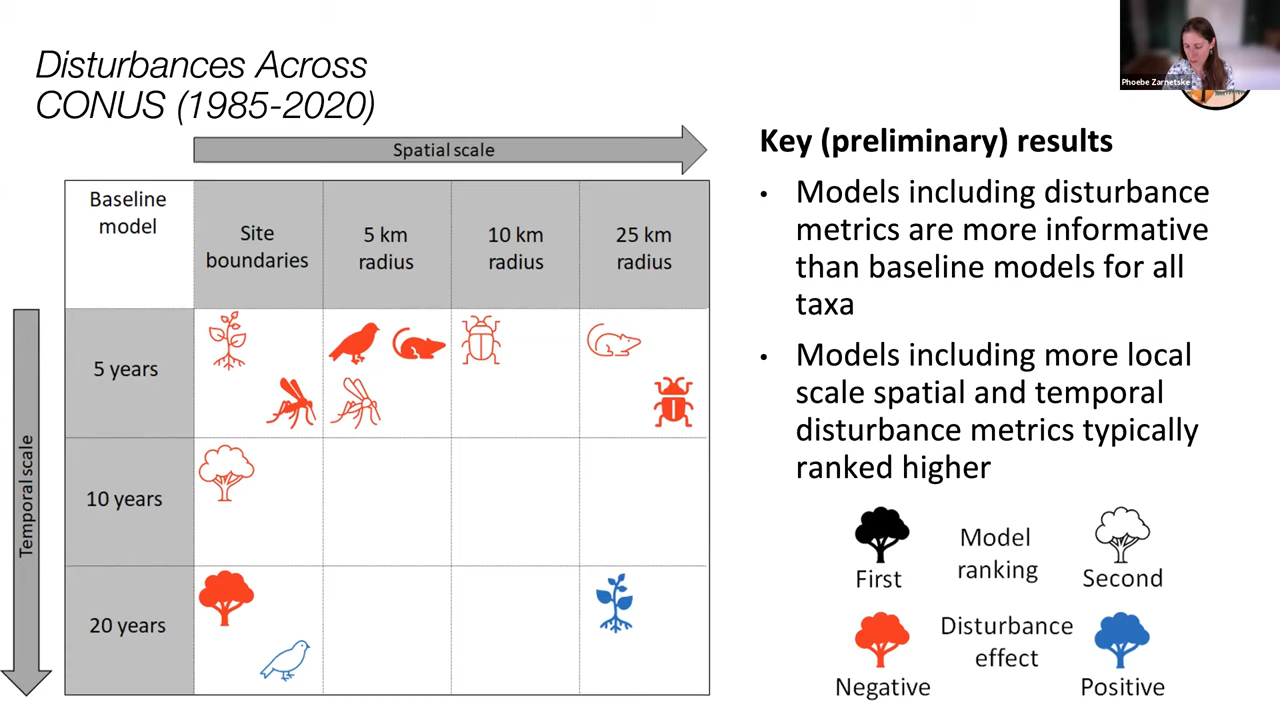 Disturbances Across
CONUS (1985-2020)
Phoebe Zarnetske
Spatial scale
Baseline
model
Site
boundaries
5 km
radius
10 km
radius
25 km
radius
Temporal scale
5 years
10 years
20 years
Key (preliminary) results
• Models including disturbance
metrics are more informative
than baseline models for all
taxa
• Models including more local
scale spatial and temporal
disturbance metrics typically
ranked higher
First
Model
ranking
Second
Negative
Disturbance
effect
Positive